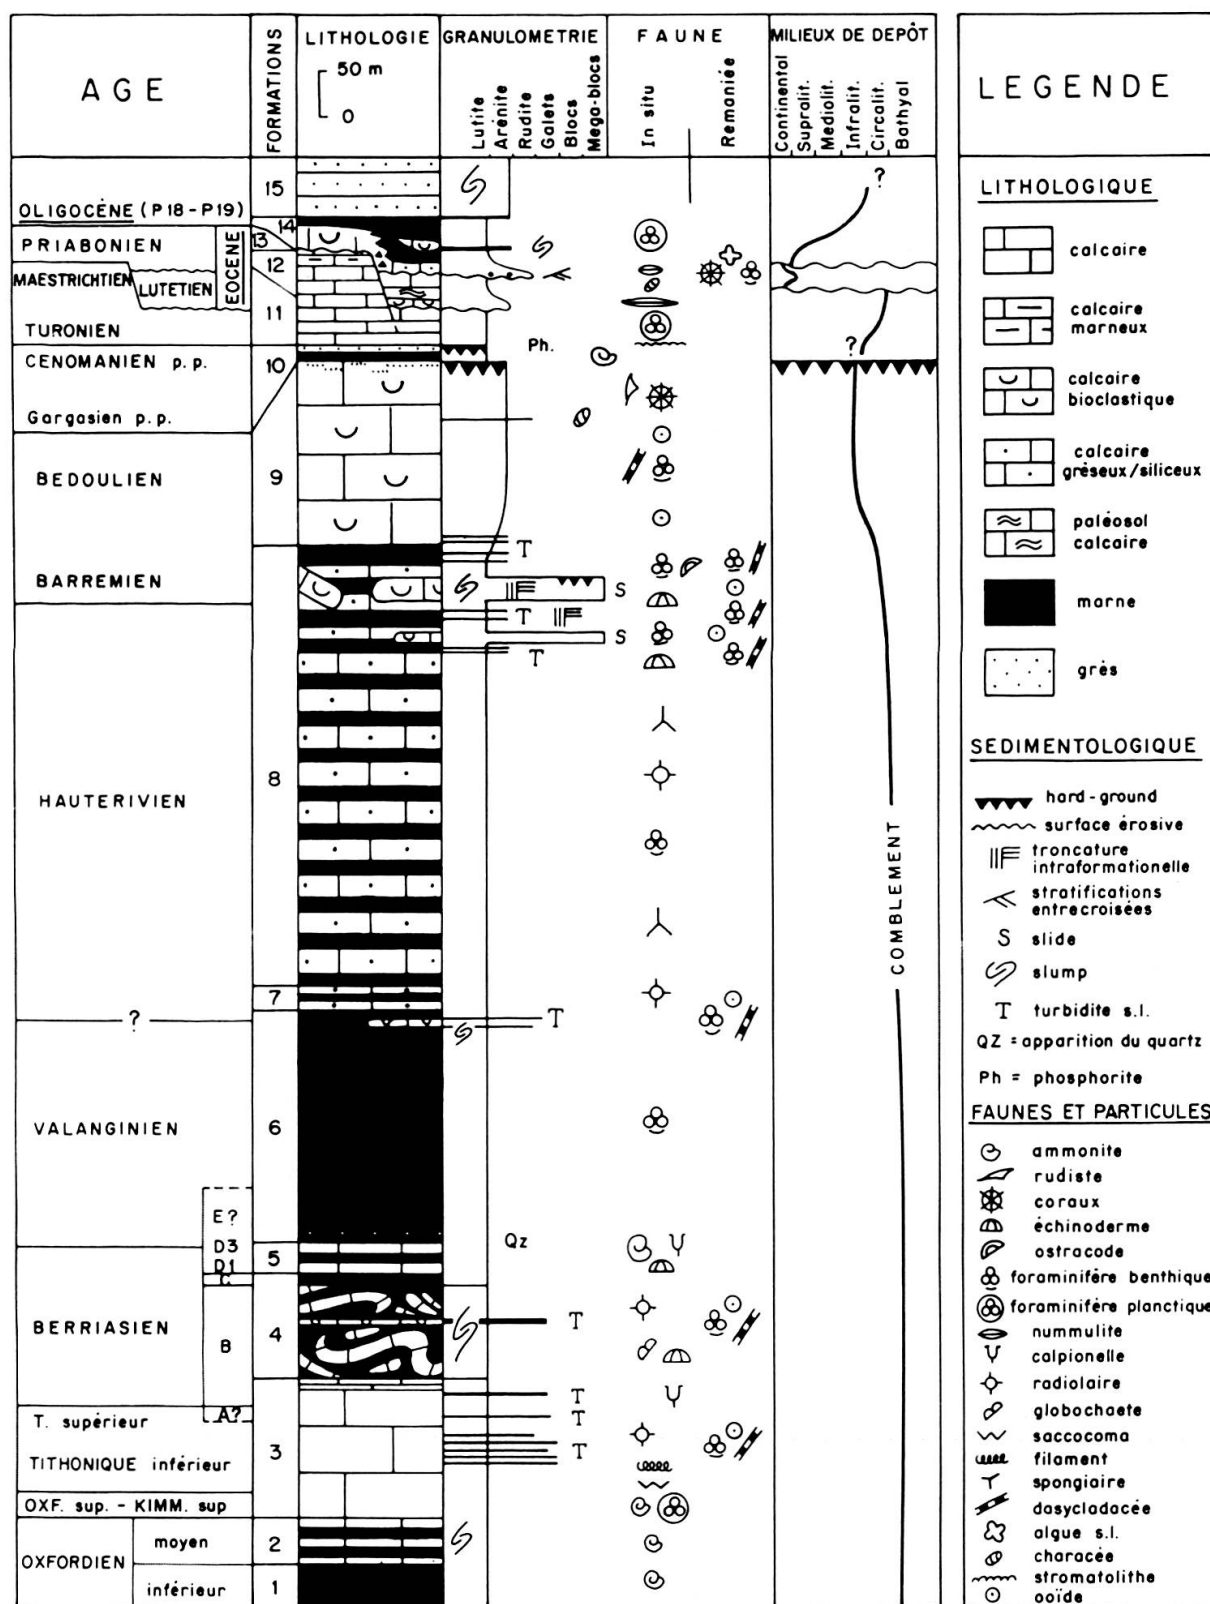 AGE
FORMATIONS
LITHOLOGIE
50 m
0
GRANULOMETRIE
Lutite
Arénite
Rudite
Galets
Blocs
Mega-blocs
FAUNE
In situ
Remaniée
MILIEUX DE DEPÔT
Continental
Supralit.
Mediolit.
Infralit.
Circalit.
Bathyal
OLIGOCÈNE (P18-P19)
PRIABONIEN
EOCENE
MAESTRICHTIEN
LUTETIEN
TURONIEN
CENOMANIEN p.p.
Gargasien p.p.
BEDOULIEN
BARREMIEN
HAUTERIVIEN
?
VALANGINIEN
E?
D3
D1
C
BERRIASIEN
B
A?
T. supérieur
TITHONIQUE inférieur
OXF. sup. - KIMM. sup
OXFORDIEN
moyen
inférieur
15
14
13
12
11
10
9
8
7
6
5
4
3
2
1
Ph.
T
S
T
S
T
T
Qz
T
T
T
T
?
?
COMBLEMENT
LEGENDE
LITHOLOGIQUE
calcaire
calcaire
marneux
calcaire
bioclastique
calcaire
gréseux/siliceux
paléosol
calcaire
marne
grès
SEDIMENTOLOGIQUE
hard-ground
surface érosive
troncature
intraformationelle
stratifications
entrecroisées
S slide
slump
T turbidite s.l.
QZ = apparition du quartz
Ph = phosphorite
FAUNES ET PARTICULES
ammonite
rudiste
coraux
échinoderme
ostracode
foraminifère benthique
foraminifère planctique
nummulite
calpionelle
radiolaire
globochaete
saccocoma
filament
spongiaire
dasycladacée
algue s.l.
characée
stromatolithe
ooïde